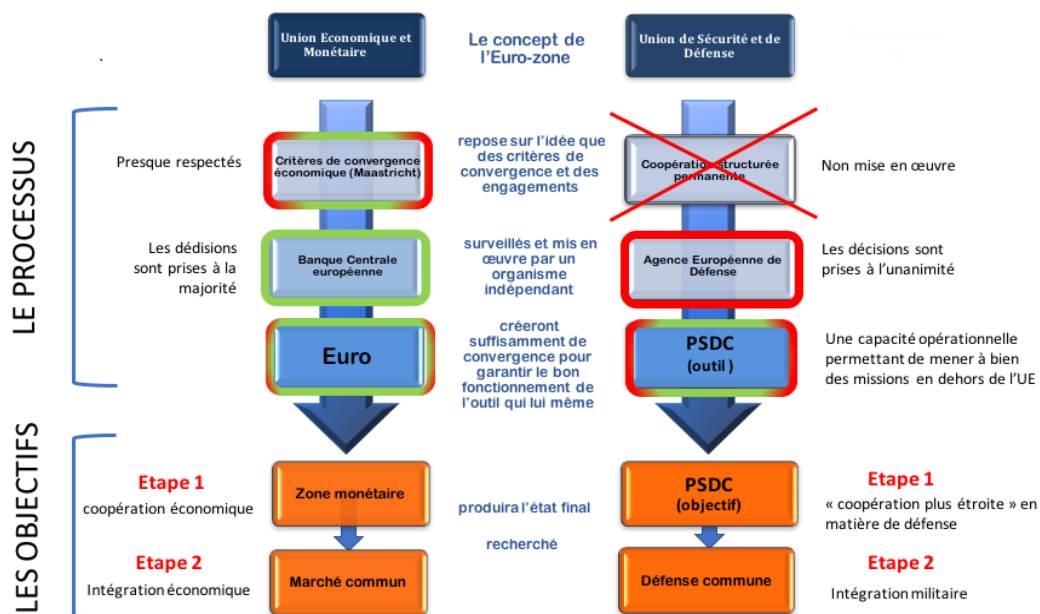 Union Economique et
Monétaire
Le concept de
l'Euro-zone
Union de Sécurité et de
Défense
LE PROCESSUS
Presque respectés
Critères de convergence
économique (Maastricht)
repose sur l'idée que
des critères de
convergence et des
engagements
Coopération structurée
permanente
Non mise en œuvre
Les dédisions
sont prises à la
majorité
Banque Centrale
européenne
surveillés et mis en
œuvre par un
organisme
indépendant
Agence Européenne de
Défense
Les décisions sont
prises à l'unanimité
Euro
créeront
suffisamment de
convergence pour
garantir le bon
fonctionnement de
l'outil qui lui même
PSDC
(outil )
Une capacité opérationnelle
permettant de mener à bien
des missions en dehors de l'UE
LES OBJECTIFS
Etape 1
coopération économique
Zone monétaire
produira l'état final
PSDC
(objectif)
Etape 1
« coopération plus étroite » en
matière de défense
recherché
Etape 2
Intégration économique
Marché commun
Défense commune
Etape 2
Intégration militaire